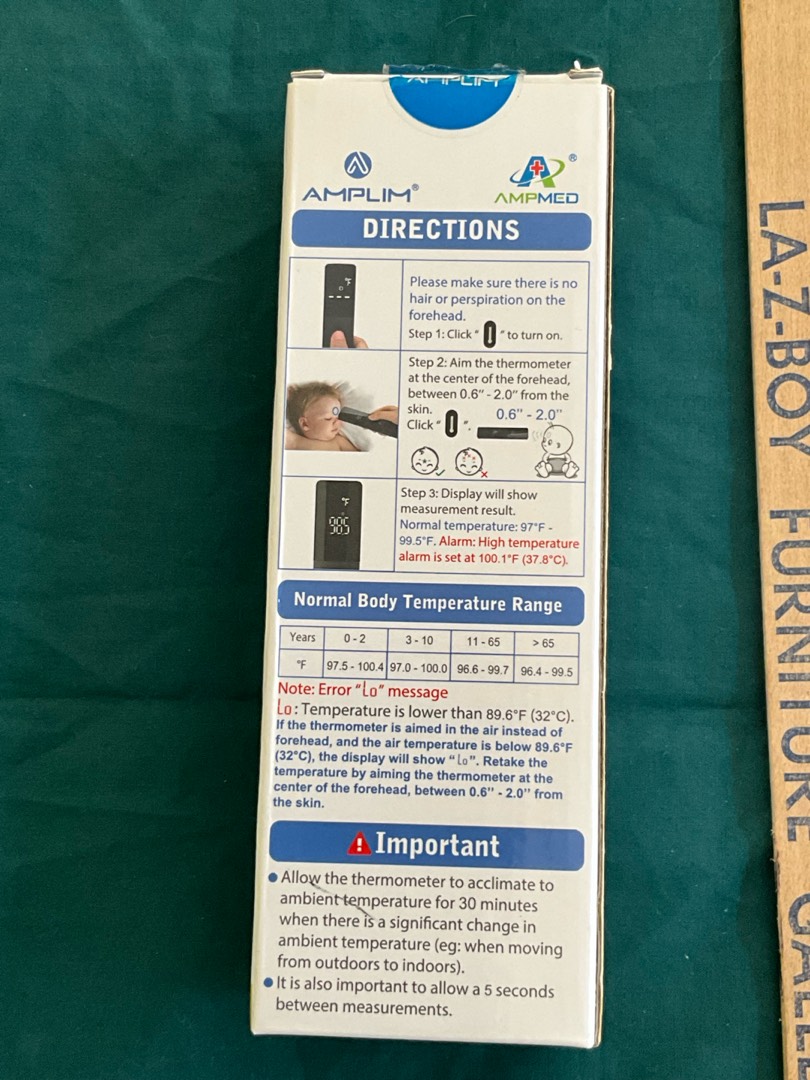 AMPLIM
AMPLIM®
AMPMED®
DIRECTIONS
°F
Please make sure there is no
hair or perspiration on the
forehead.
Step 1: Click “ ” to turn on.
Step 2: Aim the thermometer
at the center of the forehead,
between 0.6” - 2.0” from the
skin.
Click “ ”.
0.6” - 2.0”
°F
98.5
Step 3: Display will show
measurement result.
Normal temperature: 97°F -
99.5°F. Alarm: High temperature
alarm is set at 100.1°F (37.8°C).
Normal Body Temperature Range
Years 0 - 2 3 - 10 11 - 65 > 65
°F 97.5 - 100.4 97.0 - 100.0 96.6 - 99.7 96.4 - 99.5
Note: Error “Lo” message
Lo: Temperature is lower than 89.6°F (32°C).
If the thermometer is aimed in the air instead of
forehead, and the air temperature is below 89.6°F
(32°C), the display will show “Lo”. Retake the
temperature by aiming the thermometer at the
center of the forehead, between 0.6” - 2.0” from
the skin.
Important
● Allow the thermometer to acclimate to
ambient temperature for 30 minutes
when there is a significant change in
ambient temperature (eg: when moving
from outdoors to indoors).
● It is also important to allow a 5 seconds
between measurements.
LA-Z-BOY FURNITURE GALLE